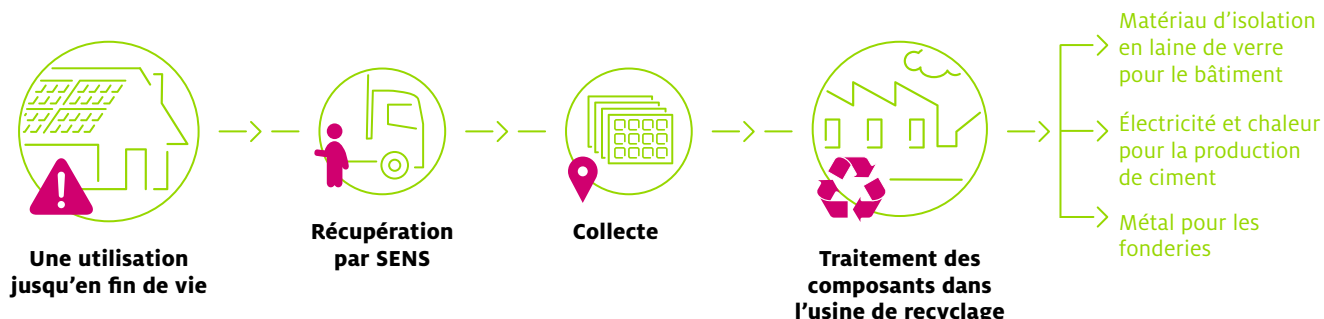 Une utilisation
jusqu’en fin de vie
Récupération
par SENS
Collecte
Traitement des
composants dans
l’usine de recyclage
Matériau d’isolation
en laine de verre
pour le bâtiment
Électricité et chaleur
pour la production
de ciment
Métal pour les
fonderies